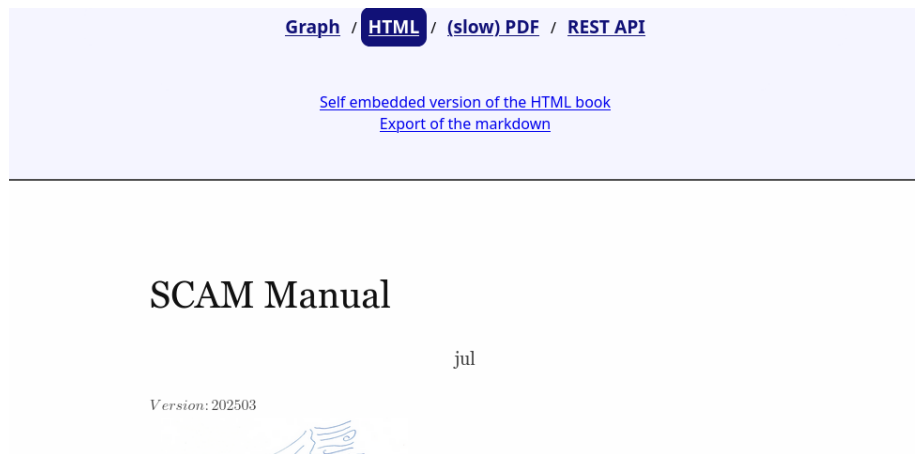 Graph / HTML / (slow) PDF / REST API
Self embedded version of the HTML book
Export of the markdown
SCAM Manual
jul
Version: 202503